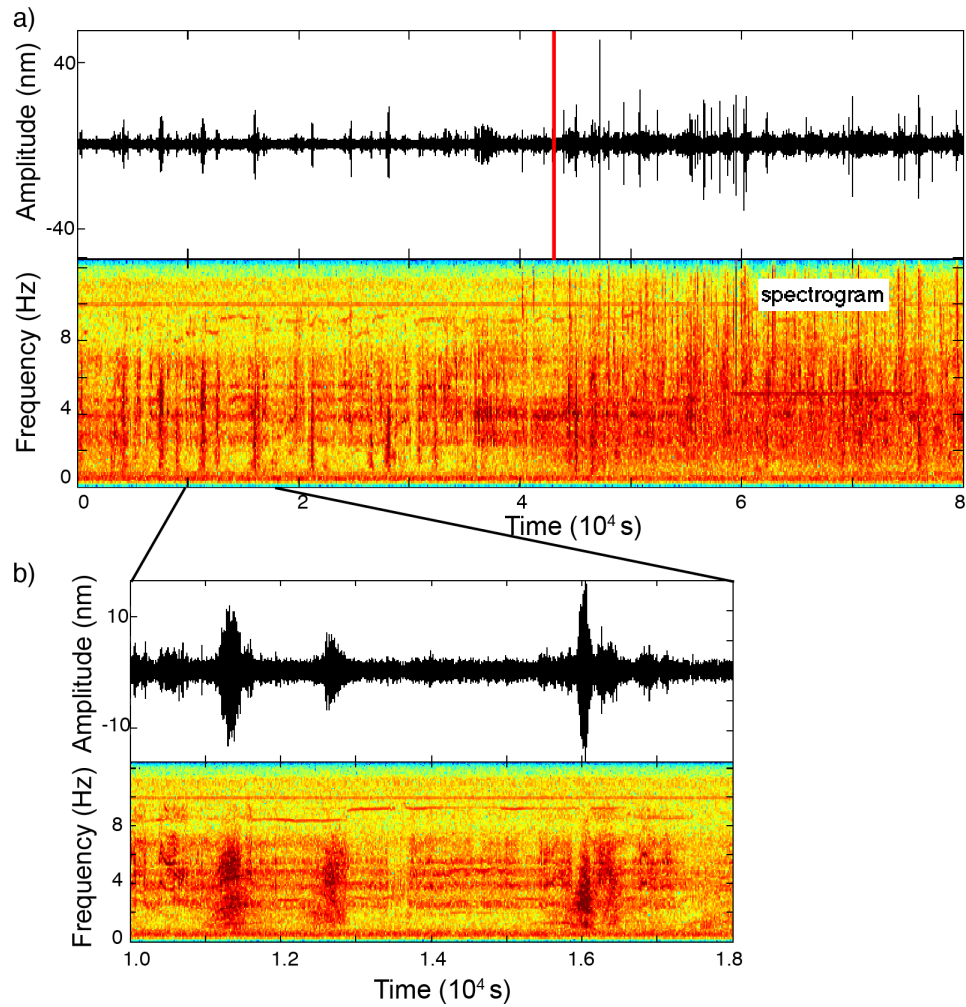 a)
Amplitude (nm)
40
-40
Frequency (Hz)
8
4
0
spectrogram
0 2 4 6 8
Time (10⁴ s)
b)
Amplitude (nm)
10
-10
Frequency (Hz)
8
4
0
1.0 1.2 1.4 1.6 1.8
Time (10⁴ s)